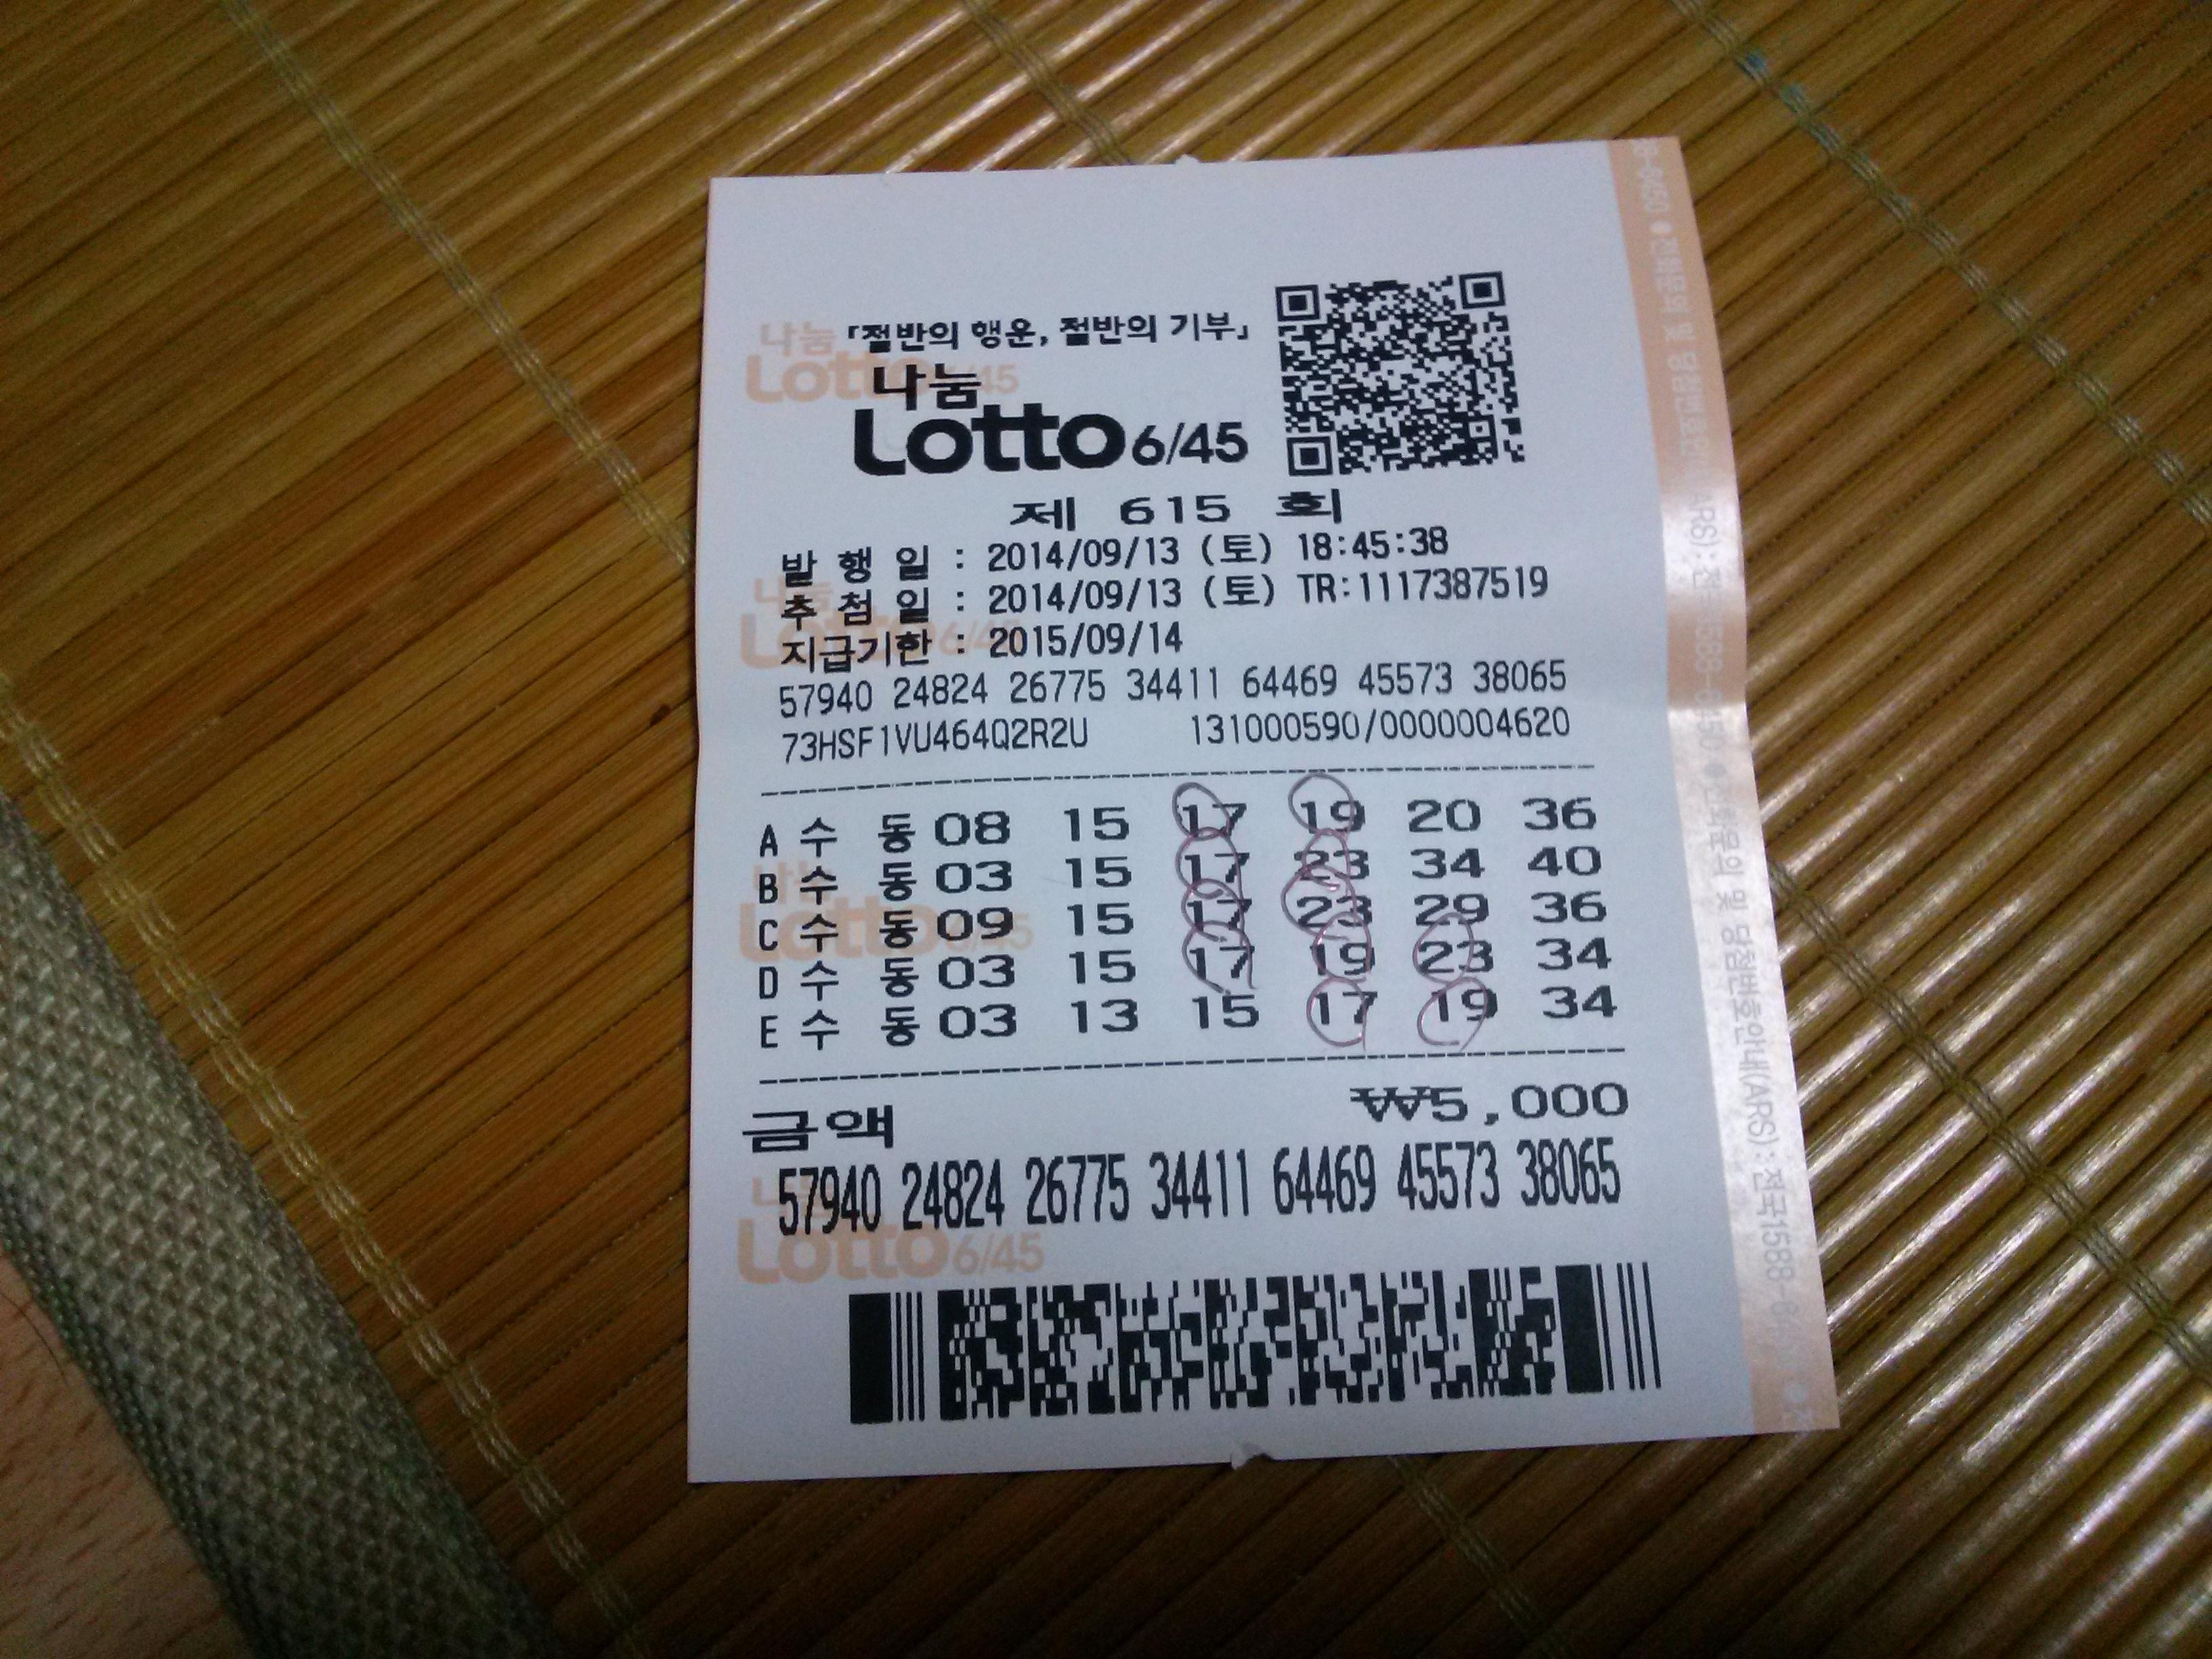 「절반의 행운, 절반의 기부」
나눔
Lotto 6/45
제 615 회
발 행 일 : 2014/09/13 (토) 18:45:38
추 첨 일 : 2014/09/13 (토) TR:1117387519
지급기한 : 2015/09/14
57940 24824 26775 34411 64469 45573 38065
73HSF1VU464Q2R2U 131000590/0000004620
A 수 동 08 15 17 19 20 36
B 수 동 03 15 17 23 34 40
C 수 동 09 15 17 23 29 36
D 수 동 03 15 17 19 23 34
E 수 동 03 13 15 17 19 34
금액 ₩5,000
57940 24824 26775 34411 64469 45573 38065
나눔
Lotto 6/45